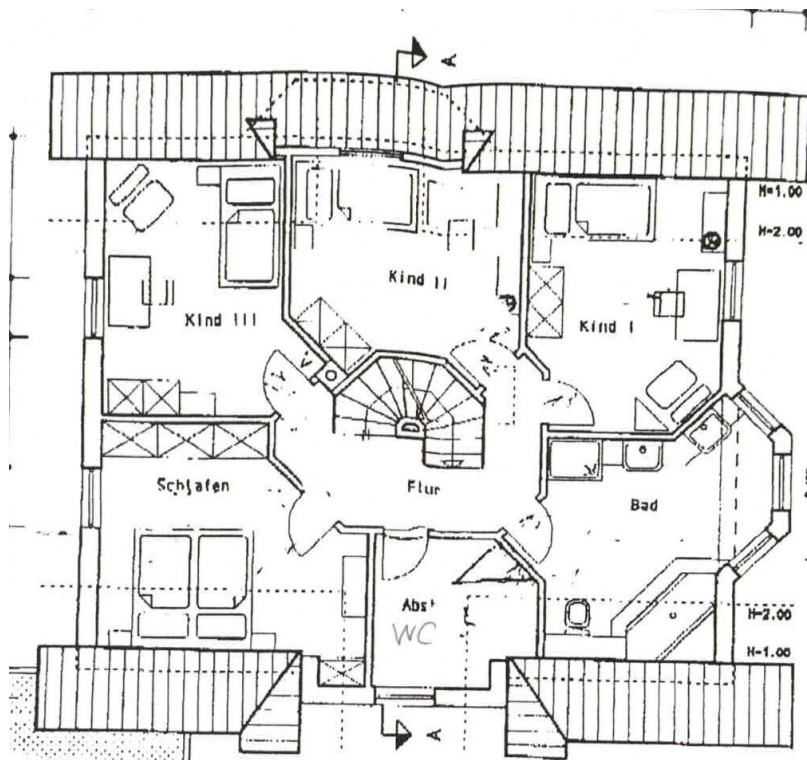 A
H=1.00
H=2.00
Kind II
Kind III
Kind I
Schlafen
Flur
Bad
Abst
WC
H=2.00
H=1.00
A